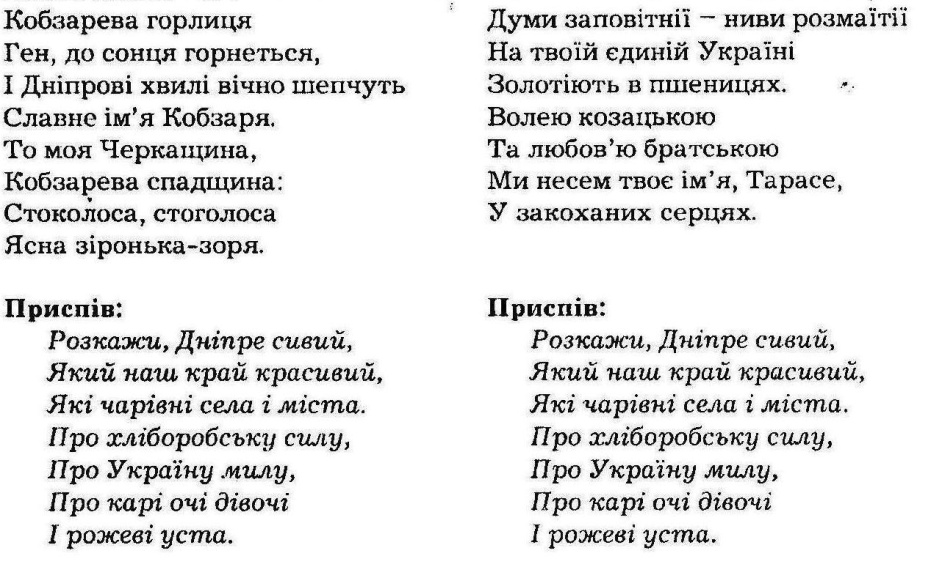 Кобзарева горлиця
Ген, до сонця горнеться,
І Дніпрові хвилі вічно шепчуть
Славне ім’я Кобзаря.
То моя Черкащина,
Кобзарева спадщина:
Стоколоса, стоголоса
Ясна зіронька-зоря.

Приспів:
Розкажи, Дніпре сивий,
Який наш край красивий,
Які чарівні села і міста.
Про хліборобську силу,
Про Україну милу,
Про карі очі дівочі
І рожеві уста.

Думи заповітнії – ниви розмаїтії
На твоїй єдиній Україні
Золотіють в пшеницях.
Волею козацькою
Та любов’ю братською
Ми несем твоє ім’я, Тарасе,
У закоханих серцях.

Приспів:
Розкажи, Дніпре сивий,
Який наш край красивий,
Які чарівні села і міста.
Про хліборобську силу,
Про Україну милу,
Про карі очі дівочі
І рожеві уста.